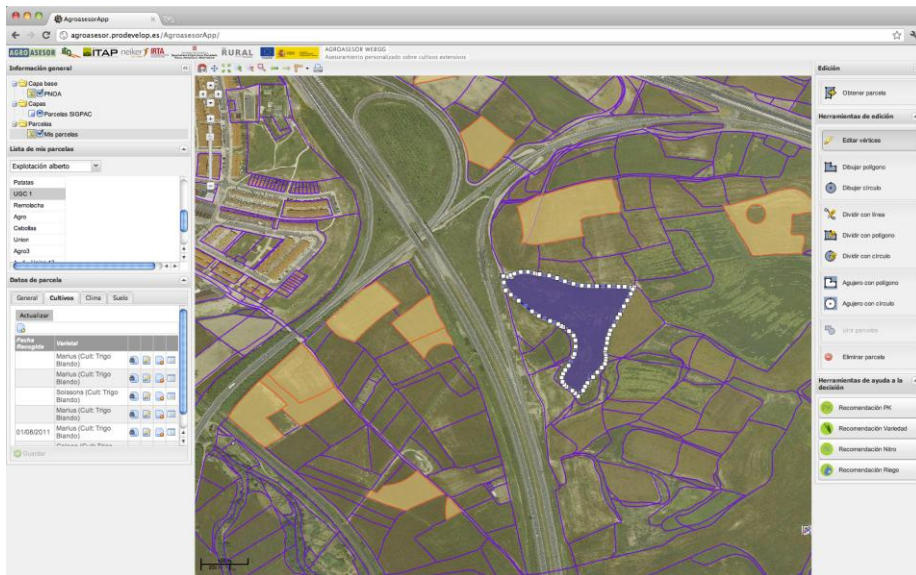 AgroasesorApp
agroasesor.prodevelop.es/AgroasesorApp/
AGROASESOR
ITAP
neiker
IRTA
RURAL
AGROASESOR WEBGG
Asesoramiento personalizado sobre cultivos extensivos
Información general
Capa base
PNOA
Capas
Parcelas SIGPAC
Parcelas
Mis parcelas
Lista de mis parcelas
Explotación alberto
Patatas
UGC 1
Remolacha
Agro
Cebollas
Union
Agro3
Datos de parcela
General Cultivos Clima Suelo
Actualizar
Fecha
Recogida
Varietal
Marius (Cult: Trigo
Blando)
Marius (Cult: Trigo
Blando)
Soissons (Cult: Trigo
Blando)
Marius (Cult: Trigo
Blando)
01/08/2011
Marius (Cult: Trigo
Blando)
Guardar
Edición
Obtener parcela
Herramientas de edición
Editar vértices
Dibujar polígono
Dibujar círculo
Dividir con línea
Dividir con polígono
Dividir con círculo
Agujero con polígono
Agujero con círculo
Unir parcelas
Eliminar parcela
Herramientas de ayuda a la
decisión
Recomendación PK
Recomendación Variedad
Recomendación Nitro
Recomendación Riego